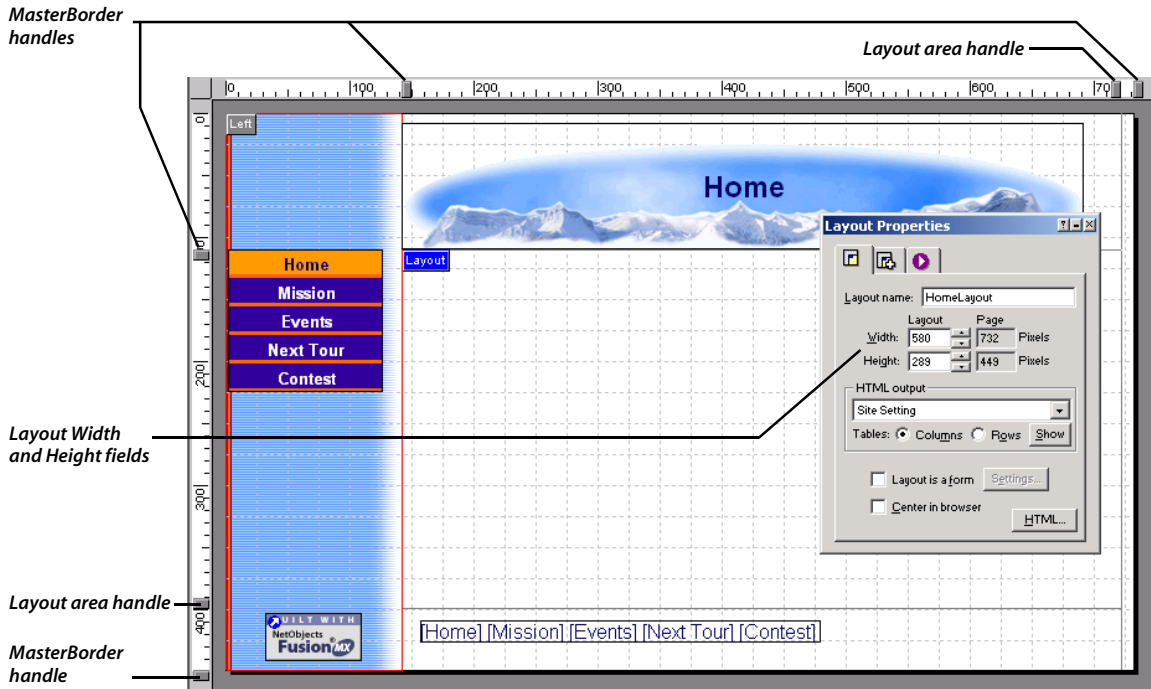 MasterBorder
handles
Layout area handle
0 100 200 300 400 500 600 70
0
Left
Home
Layout Properties
Home
Mission
Events
Next Tour
Contest
Layout
Layout name: HomeLayout
Layout Page
Width: 580 732 Pixels
Height: 289 449 Pixels
HTML output
Site Setting
Tables: Columns Rows Show
Layout is a form Settings...
Center in browser
HTML...
200
Layout Width
and Height fields
300
Layout area handle
400
UILT WITH
NetObjects
Fusion MX
[Home] [Mission] [Events] [Next Tour] [Contest]
MasterBorder
handle